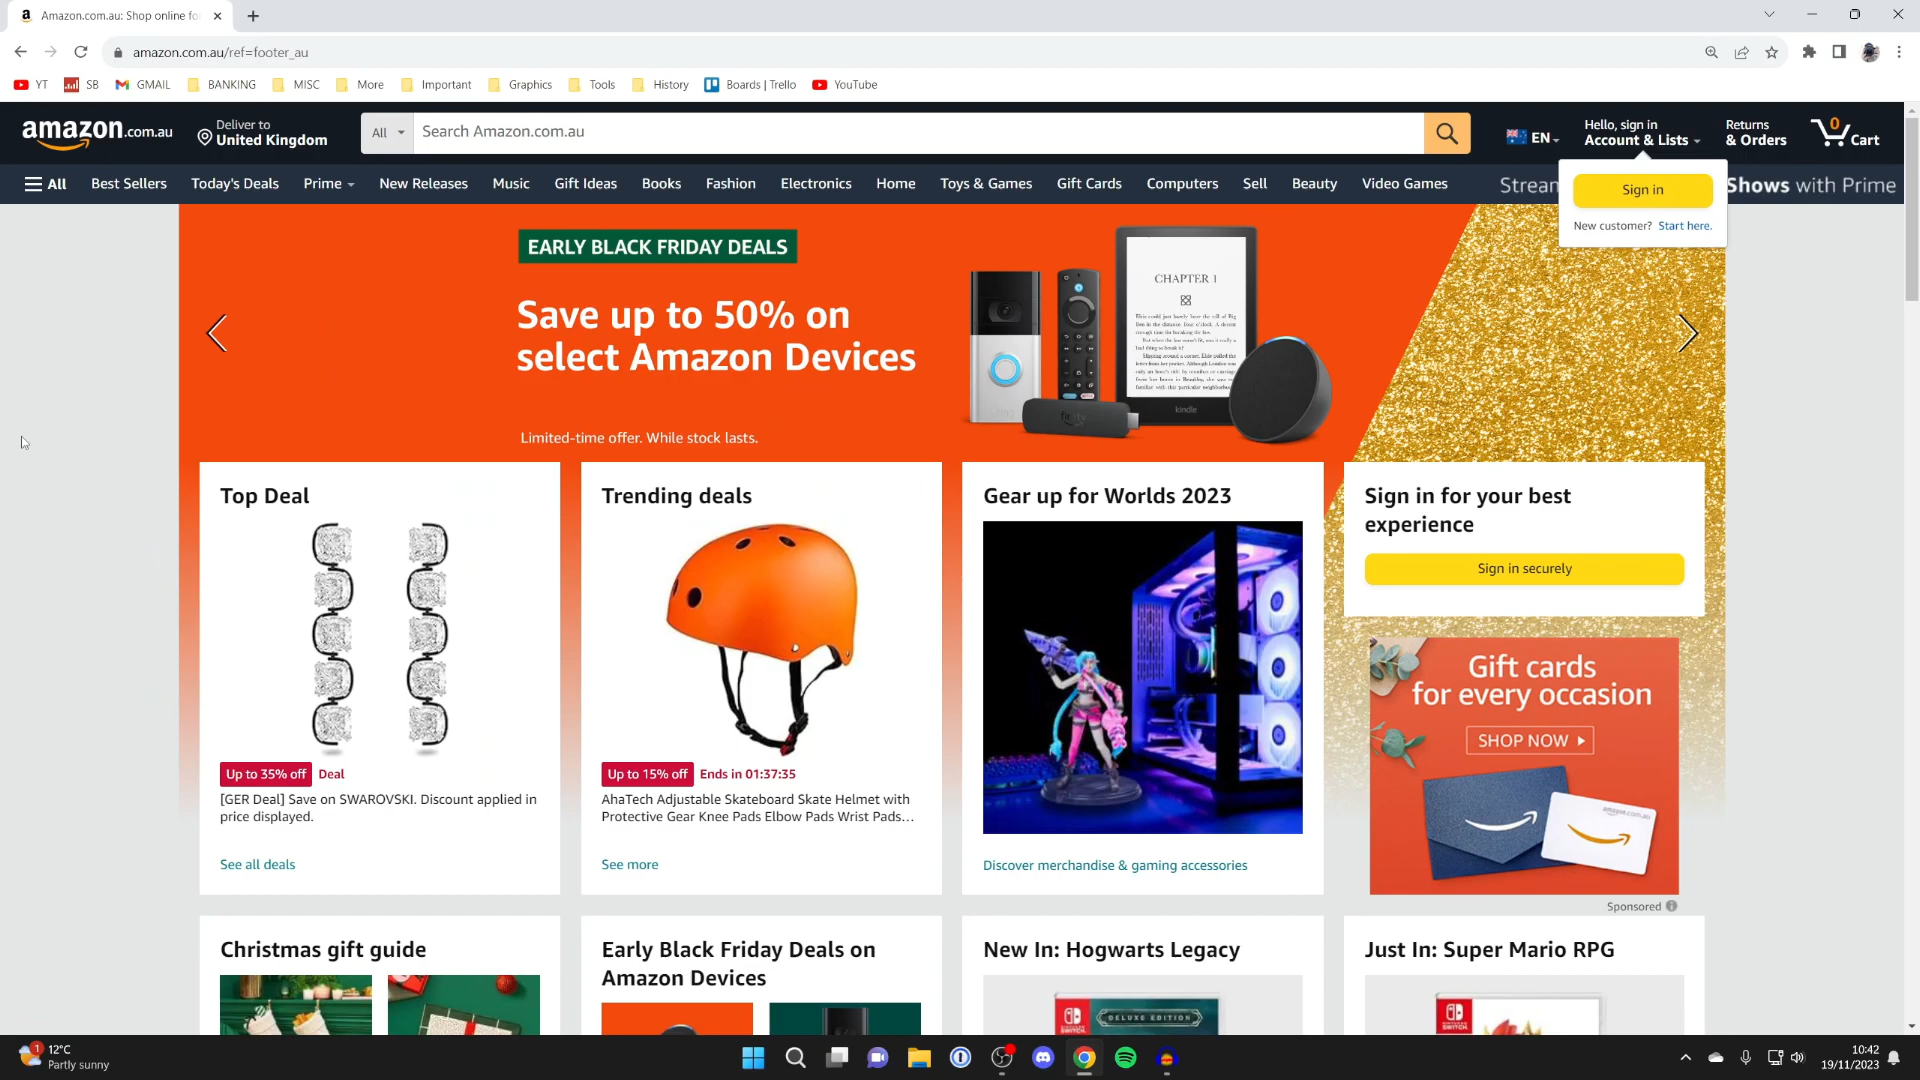 Amazon.com.au: Shop online fo
amazon.com.au/ref=footer_au
YT
SB
GMAIL
BANKING
MISC
More
Important
Graphics
Tools
History
Boards | Trello
YouTube
amazon.com.au
Deliver to
United Kingdom
All
Search Amazon.com.au
EN
Hello, sign in
Account & Lists
Returns
& Orders
0
Cart
All
Best Sellers
Today's Deals
Prime
New Releases
Music
Gift Ideas
Books
Fashion
Electronics
Home
Toys & Games
Gift Cards
Computers
Sell
Beauty
Video Games
Stream
Shows with Prime
Sign in
New customer? Start here.
EARLY BLACK FRIDAY DEALS
Save up to 50% on
select Amazon Devices
Limited-time offer. While stock lasts.
CHAPTER I
kindle
firetv
Top Deal
Up to 35% off Deal
[GER Deal] Save on SWAROVSKI. Discount applied in
price displayed.
See all deals
Trending deals
Up to 15% off Ends in 01:37:35
AhaTech Adjustable Skateboard Skate Helmet with
Protective Gear Knee Pads Elbow Pads Wrist Pads...
See more
Gear up for Worlds 2023
Discover merchandise & gaming accessories
Sign in for your best
experience
Sign in securely
Gift cards
for every occasion
SHOP NOW
amazon.com.au
Sponsored
Christmas gift guide
Early Black Friday Deals on
Amazon Devices
New In: Hogwarts Legacy
DELUXE EDITION
Just In: Super Mario RPG
1
12°C
Partly sunny
10:42
19/11/2023